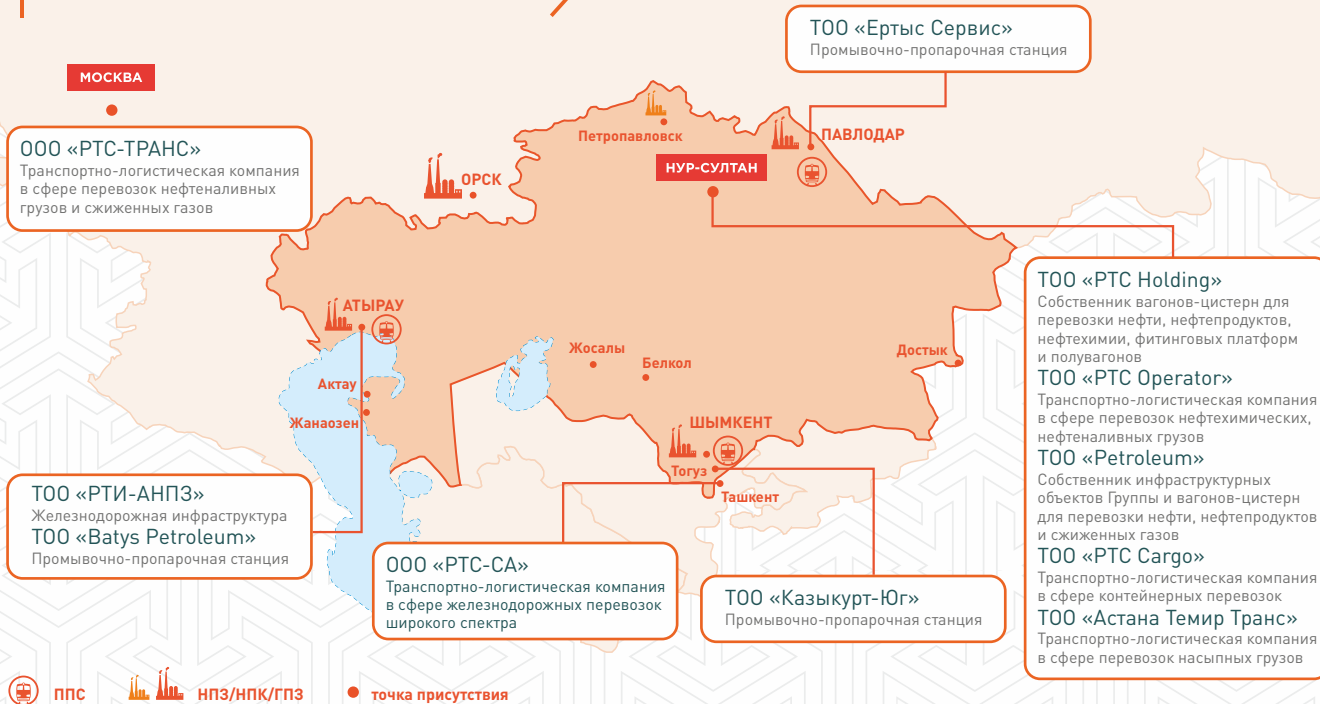 ТОО «Ертыс Сервис»
Промывочно-пропарочная станция
МОСКВА
ООО «РТС-ТРАНС»
Транспортно-логистическая компания
в сфере перевозок нефтеналивных
грузов и сжиженных газов
Петропавловск
ПАВЛОДАР
НУР-СУЛТАН
ОРСК
ТОО «РТС Holding»
Собственник вагонов-цистерн для
перевозки нефти, нефтепродуктов,
нефтехимии, фитинговых платформ
и полувагонов
ТОО «РТС Operator»
Транспортно-логистическая компания
в сфере перевозок нефтехимических,
нефтеналивных грузов
ТОО «Petroleum»
Собственник инфраструктурных
объектов Группы и вагонов-цистерн
для перевозки нефти, нефтепродуктов
и сжиженных газов
ТОО «РТС Cargo»
Транспортно-логистическая компания
в сфере контейнерных перевозок
ТОО «Астана Темир Транс»
Транспортно-логистическая компания
в сфере перевозок насыпных грузов
АТЫРАУ
Жосалы
Белкол
Достык
Актау
Жанаозен
ШЫМКЕНТ
Тогуз
Ташкент
ТОО «РТИ-АНПЗ»
Железнодорожная инфраструктура
ТОО «Batys Petroleum»
Промывочно-пропарочная станция
ООО «РТС-СА»
Транспортно-логистическая компания
в сфере железнодорожных перевозок
широкого спектра
ТОО «Казыкурт-Юг»
Промывочно-пропарочная станция
ППС
НПЗ/НПК/ГПЗ
точка присутствия